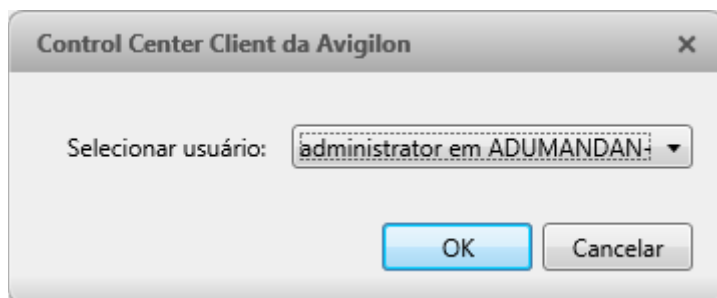 Control Center Client da Avigilon
Selecionar usuário: administrator em ADUMANDAN-
OK Cancelar